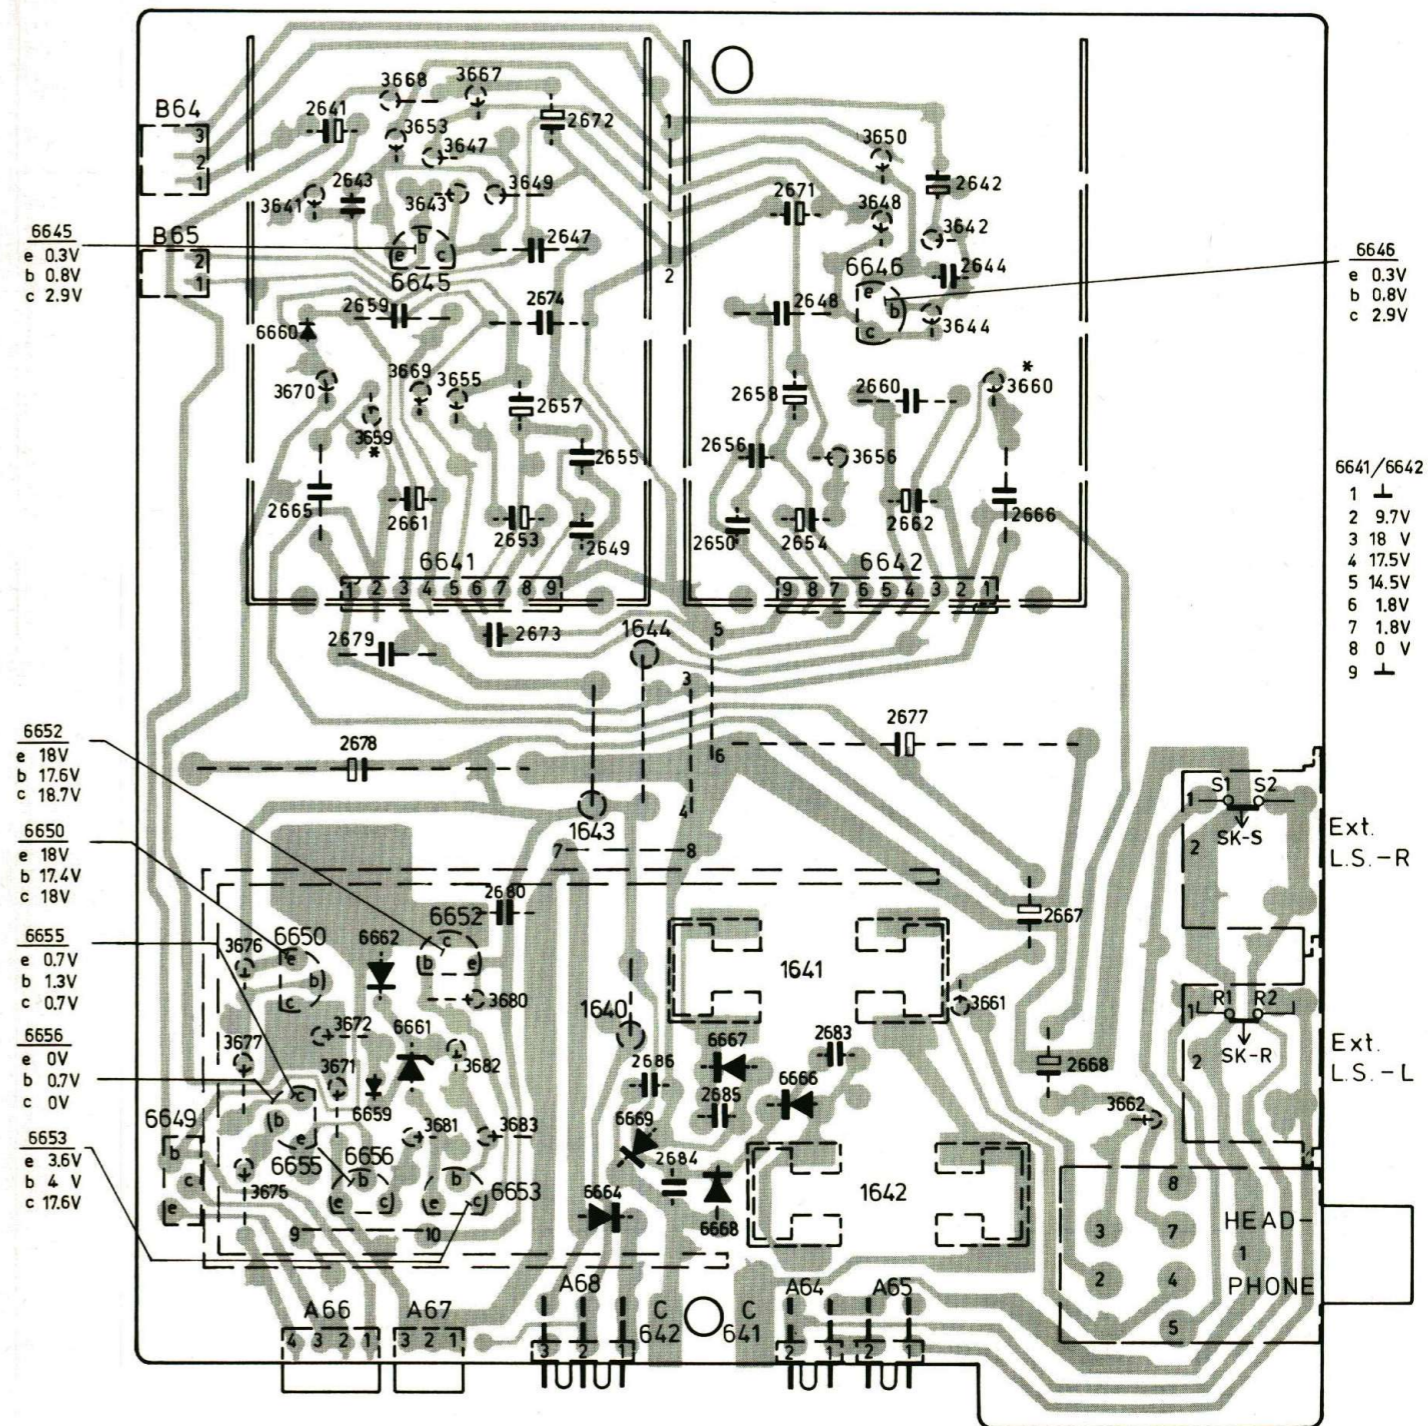 B64
3
2
1
B65
2
1
2641
3668
3667
3653
3647
2672
2643
3641
3643
3649
b
e
c
6645
2647
2659
2674
6660
3670
3669
3655
3659
*
2657
2655
2665
2661
2653
2649
6641
1
2
3
4
5
6
7
8
9
1
2
3650
2671
3648
2642
3642
6646
2644
e
b
c
2648
3644
*
3660
2658
2660
2656
3656
2650
2654
2662
2666
6642
9
8
7
6
5
4
3
2
1
6645
e 0.3V
b 0.8V
c 2.9V
6646
e 0.3V
b 0.8V
c 2.9V
6641/6642
1 ⊥
2 9.7V
3 18 V
4 17.5V
5 14.5V
6 1.8V
7 1.8V
8 0 V
9 ⊥
2679
2673
1644
5
3
2677
2678
6
4
1643
7
8
6652
e 18V
b 17.6V
c 18.7V
6650
e 18V
b 17.4V
c 18V
6655
e 0.7V
b 1.3V
c 0.7V
6656
e 0V
b 0.7V
c 0V
6653
e 3.6V
b 4 V
c 17.6V
1
S1
S2
SK-S
2
Ext.
L.S.-R
1
R1
R2
SK-R
2
Ext.
L.S.-L
2680
6652
c
b
e
3676
6650
e
b
c
6662
3680
3672
6661
3677
3671
3682
6659
c
b
e
3681
3683
6649
b
c
e
6655
6656
b
e
c
3675
b
e
c
6653
9
10
1640
1641
2667
3661
6667
2683
2686
2685
6666
2668
3662
6669
2684
6668
6664
1642
8
3
7
HEAD-
1
2
4
PHONE
5
A66
4
3
2
1
A67
3
2
1
A68
3
2
1
C
642
C
641
A64
2
1
A65
2
1